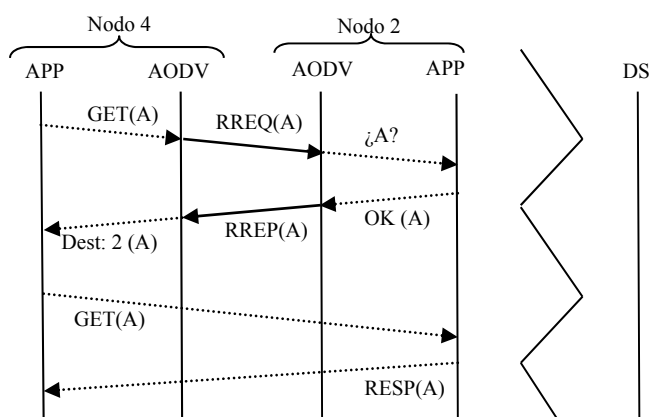 Nodo 4
Nodo 2
APP
AODV
AODV
APP
DS
GET(A)
RREQ(A)
¿A?
OK (A)
RREP(A)
Dest: 2 (A)
GET(A)
RESP(A)